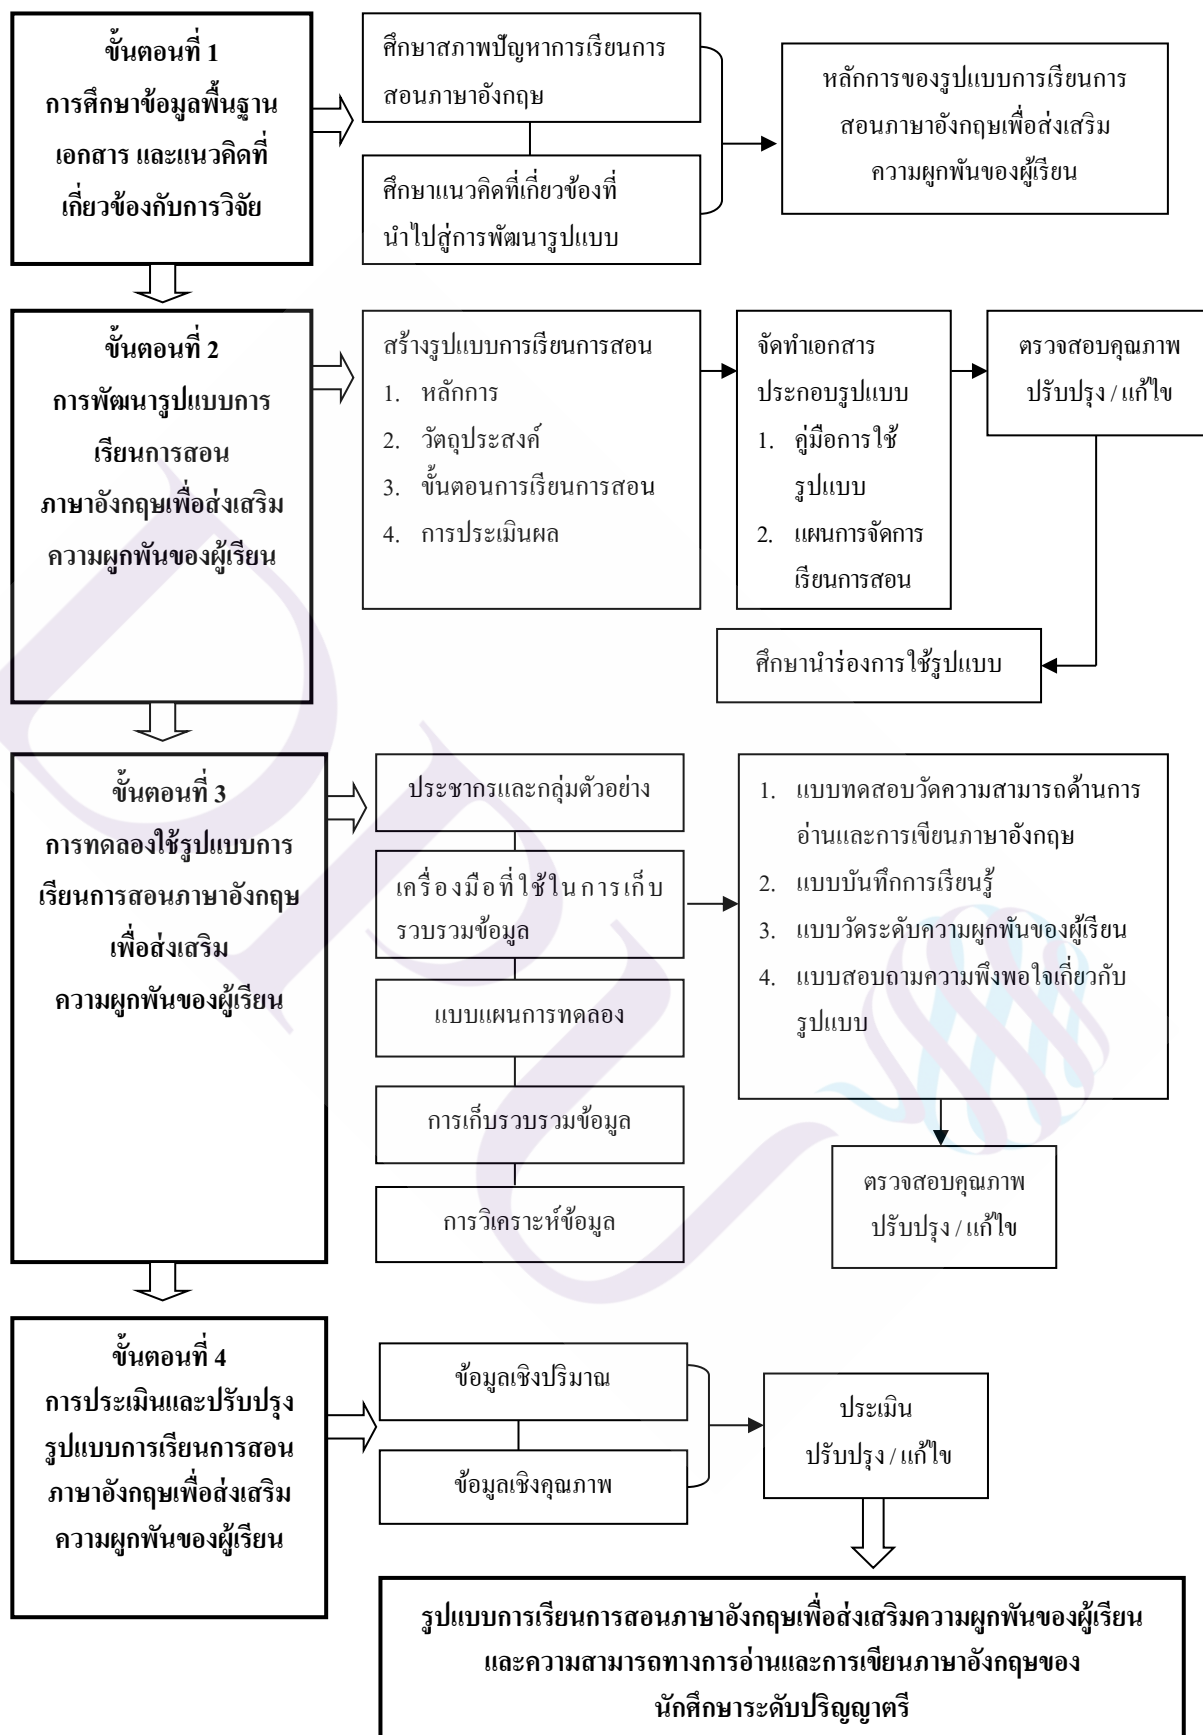 ขั้นตอนที่ 1
การศึกษาข้อมูลพื้นฐาน
เอกสาร และแนวคิดที่
เกี่ยวข้องกับการวิจัย
ศึกษาสภาพปัญหาการเรียนการ
สอนภาษาอังกฤษ
ศึกษาแนวคิดที่เกี่ยวข้องที่
นำไปสู่การพัฒนารูปแบบ
หลักการของรูปแบบการเรียนการ
สอนภาษาอังกฤษเพื่อส่งเสริม
ความผูกพันของผู้เรียน
ขั้นตอนที่ 2
การพัฒนารูปแบบการ
เรียนการสอน
ภาษาอังกฤษเพื่อส่งเสริม
ความผูกพันของผู้เรียน
สร้างรูปแบบการเรียนการสอน
1. หลักการ
2. วัตถุประสงค์
3. ขั้นตอนการเรียนการสอน
4. การประเมินผล
จัดทำเอกสาร
ประกอบรูปแบบ
1. คู่มือการใช้
รูปแบบ
2. แผนการจัดการ
เรียนการสอน
ตรวจสอบคุณภาพ
ปรับปรุง / แก้ไข
ศึกษานำร่องการใช้รูปแบบ
ขั้นตอนที่ 3
การทดลองใช้รูปแบบการ
เรียนการสอนภาษาอังกฤษ
เพื่อส่งเสริม
ความผูกพันของผู้เรียน
ประชากรและกลุ่มตัวอย่าง
เครื่องมือที่ใช้ในการเก็บ
รวบรวมข้อมูล
แบบแผนการทดลอง
การเก็บรวบรวมข้อมูล
การวิเคราะห์ข้อมูล
1. แบบทดสอบวัดความสามารถด้านการ
อ่านและการเขียนภาษาอังกฤษ
2. แบบบันทึกการเรียนรู้
3. แบบวัดระดับความผูกพันของผู้เรียน
4. แบบสอบถามความพึงพอใจเกี่ยวกับ
รูปแบบ
ตรวจสอบคุณภาพ
ปรับปรุง / แก้ไข
ขั้นตอนที่ 4
การประเมินและปรับปรุง
รูปแบบการเรียนการสอน
ภาษาอังกฤษเพื่อส่งเสริม
ความผูกพันของผู้เรียน
ข้อมูลเชิงปริมาณ
ข้อมูลเชิงคุณภาพ
ประเมิน
ปรับปรุง / แก้ไข
รูปแบบการเรียนการสอนภาษาอังกฤษเพื่อส่งเสริมความผูกพันของผู้เรียน
และความสามารถทางการอ่านและการเขียนภาษาอังกฤษของ
นักศึกษาระดับปริญญาตรี
DPU